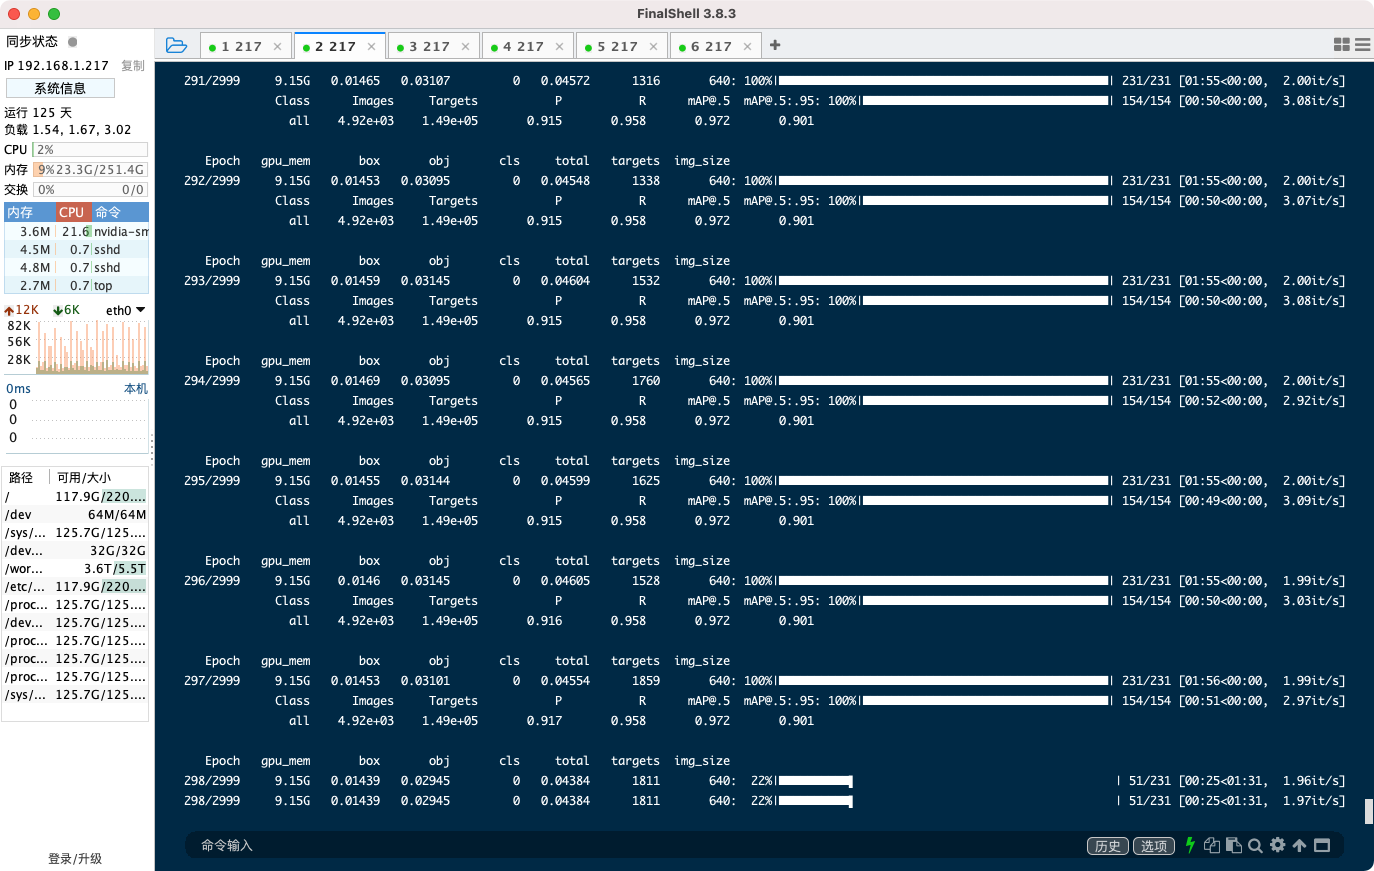 FinalShell 3.8.3
同步状态
IP 192.168.1.217 复制
系统信息
运行 125 天
负载 1.54, 1.67, 3.02
CPU 2%
内存 9% 23.3G/251.4G
交换 0% 0/0
内存 CPU 命令
3.6M 21.6 nvidia-sm
4.5M 0.7 sshd
4.8M 0.7 sshd
2.7M 0.7 top
12K 6K eth0
82K
56K
28K
0ms 本机
0
0
0
路径 可用/大小
/ 117.9G/220....
/dev 64M/64M
/sys/... 125.7G/125....
/dev... 32G/32G
/wor... 3.6T/5.5T
/etc/... 117.9G/220....
/proc... 125.7G/125....
/dev... 125.7G/125....
/proc... 125.7G/125....
/proc... 125.7G/125....
/proc... 125.7G/125....
/sys/... 125.7G/125....
登录/升级
1 217 × 2 217 × 3 217 × 4 217 × 5 217 × 6 217 × +
291/2999 9.15G 0.01465 0.03107 0 0.04572 1316 640: 100%| | 231/231 [01:55<00:00, 2.00it/s]
Class Images Targets P R mAP@.5 mAP@.5:.95: 100%| | 154/154 [00:50<00:00, 3.08it/s]
all 4.92e+03 1.49e+05 0.915 0.958 0.972 0.901
Epoch gpu_mem box obj cls total targets img_size
292/2999 9.15G 0.01453 0.03095 0 0.04548 1338 640: 100%| | 231/231 [01:55<00:00, 2.00it/s]
Class Images Targets P R mAP@.5 mAP@.5:.95: 100%| | 154/154 [00:50<00:00, 3.07it/s]
all 4.92e+03 1.49e+05 0.915 0.958 0.972 0.901
Epoch gpu_mem box obj cls total targets img_size
293/2999 9.15G 0.01459 0.03145 0 0.04604 1532 640: 100%| | 231/231 [01:55<00:00, 2.00it/s]
Class Images Targets P R mAP@.5 mAP@.5:.95: 100%| | 154/154 [00:50<00:00, 3.08it/s]
all 4.92e+03 1.49e+05 0.915 0.958 0.972 0.901
Epoch gpu_mem box obj cls total targets img_size
294/2999 9.15G 0.01469 0.03095 0 0.04565 1760 640: 100%| | 231/231 [01:55<00:00, 2.00it/s]
Class Images Targets P R mAP@.5 mAP@.5:.95: 100%| | 154/154 [00:52<00:00, 2.92it/s]
all 4.92e+03 1.49e+05 0.915 0.958 0.972 0.901
Epoch gpu_mem box obj cls total targets img_size
295/2999 9.15G 0.01455 0.03144 0 0.04599 1625 640: 100%| | 231/231 [01:55<00:00, 2.00it/s]
Class Images Targets P R mAP@.5 mAP@.5:.95: 100%| | 154/154 [00:49<00:00, 3.09it/s]
all 4.92e+03 1.49e+05 0.915 0.958 0.972 0.901
Epoch gpu_mem box obj cls total targets img_size
296/2999 9.15G 0.0146 0.03145 0 0.04605 1528 640: 100%| | 231/231 [01:55<00:00, 1.99it/s]
Class Images Targets P R mAP@.5 mAP@.5:.95: 100%| | 154/154 [00:50<00:00, 3.03it/s]
all 4.92e+03 1.49e+05 0.916 0.958 0.972 0.901
Epoch gpu_mem box obj cls total targets img_size
297/2999 9.15G 0.01453 0.03101 0 0.04554 1859 640: 100%| | 231/231 [01:56<00:00, 1.99it/s]
Class Images Targets P R mAP@.5 mAP@.5:.95: 100%| | 154/154 [00:51<00:00, 2.97it/s]
all 4.92e+03 1.49e+05 0.917 0.958 0.972 0.901
Epoch gpu_mem box obj cls total targets img_size
298/2999 9.15G 0.01439 0.02945 0 0.04384 1811 640: 22%| | 51/231 [00:25<01:31, 1.96it/s]
298/2999 9.15G 0.01439 0.02945 0 0.04384 1811 640: 22%| | 51/231 [00:25<01:31, 1.97it/s]
命令输入 历史 选项